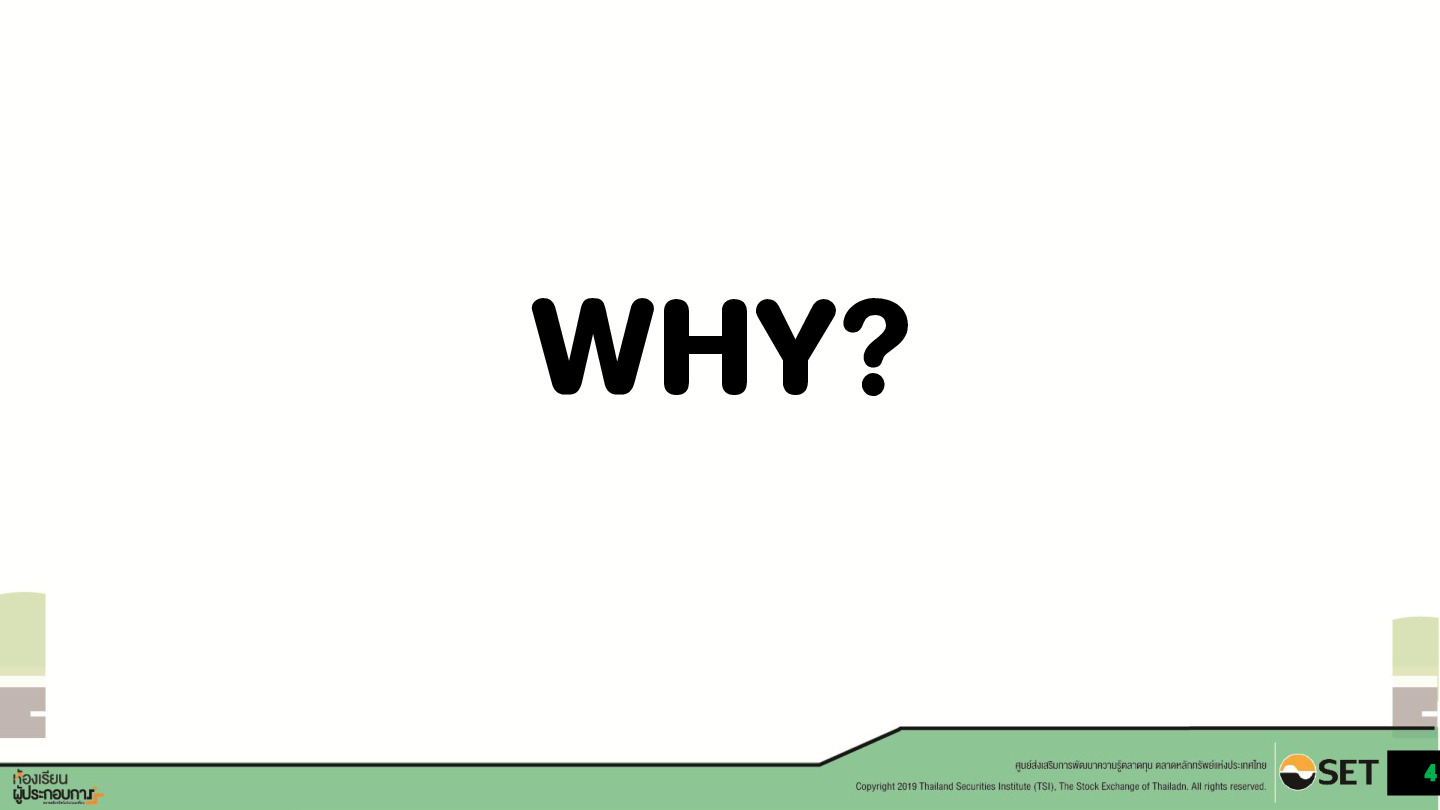 WHY?
ห้องเรียน
ผู้ประกอบการ
ศูนย์ส่งเสริมการพัฒนาความรู้ตลาดทุน ตลาดหลักทรัพย์แห่งประเทศไทย
Copyright 2019 Thailand Securities Institute (TSI), The Stock Exchange of Thailadn. All rights reserved.
SET
4